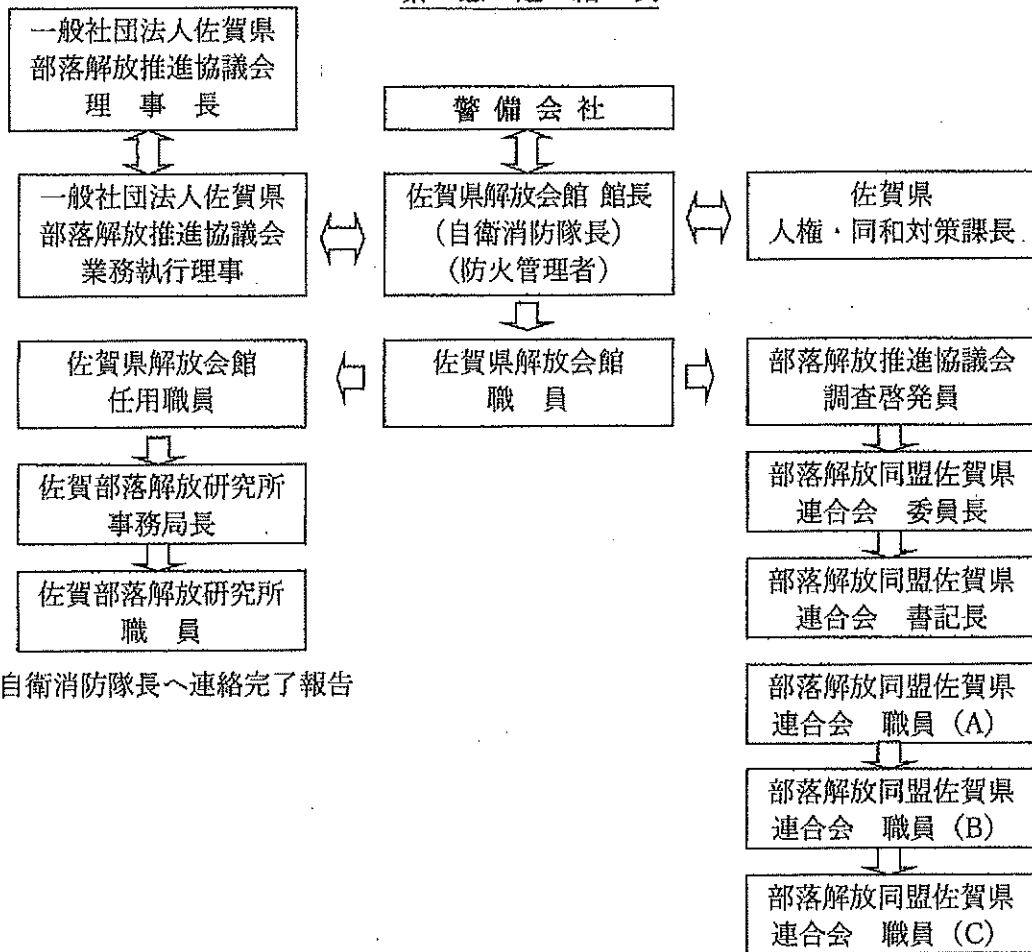 一般社団法人佐賀県
部落解放推進協議会
理 事 長
警 備 会 社
一般社団法人佐賀県
部落解放推進協議会
業務執行理事
佐賀県解放会館 館長
(自衛消防隊長)
(防火管理者)
佐賀県
人権・同和対策課長
佐賀県解放会館
任用職員
佐賀県解放会館
職 員
部落解放推進協議会
調査啓発員
佐賀部落解放研究所
事務局長
部落解放同盟佐賀県
連合会 委員長
佐賀部落解放研究所
職 員
部落解放同盟佐賀県
連合会 書記長
自衛消防隊長へ連絡完了報告
部落解放同盟佐賀県
連合会 職員 (A)
部落解放同盟佐賀県
連合会 職員 (B)
部落解放同盟佐賀県
連合会 職員 (C)